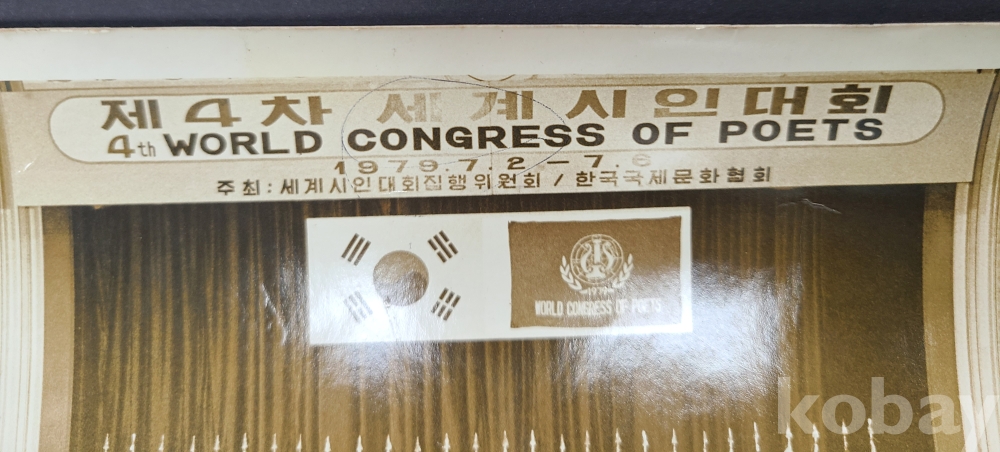 제 4 차 세계시인대회
4th WORLD CONGRESS OF POETS
1979.7.2-7.6
주최:세계시인대회집행위원회/한국국제문화협회
WORLD CONGRESS OF POETS
kobay